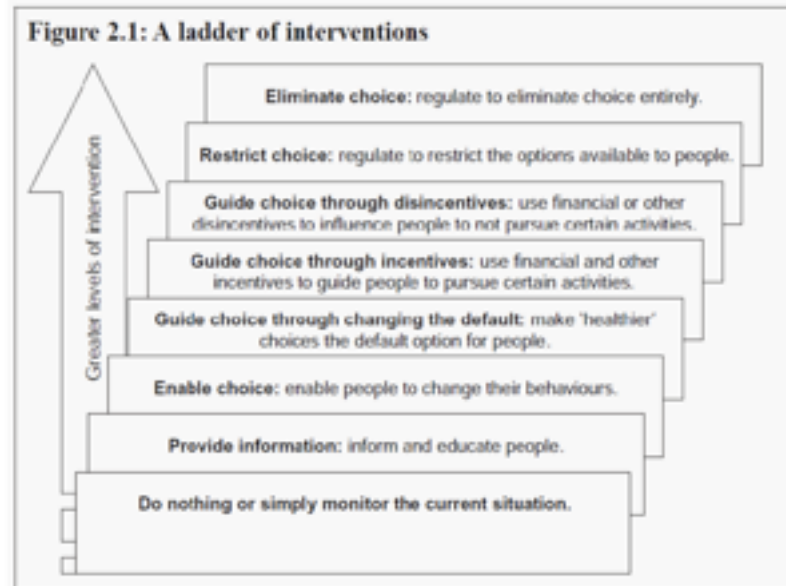 Figure 2.1: A ladder of interventions
Greater levels of intervention
Eliminate choice: regulate to eliminate choice entirely.
Restrict choice: regulate to restrict the options available to people.
Guide choice through disincentives: use financial or other
disincentives to influence people to not pursue certain activities.
Guide choice through incentives: use financial and other
incentives to guide people to pursue certain activities.
Guide choice through changing the default: make 'healthier'
choices the default option for people.
Enable choice: enable people to change their behaviours.
Provide information: inform and educate people.
Do nothing or simply monitor the current situation.